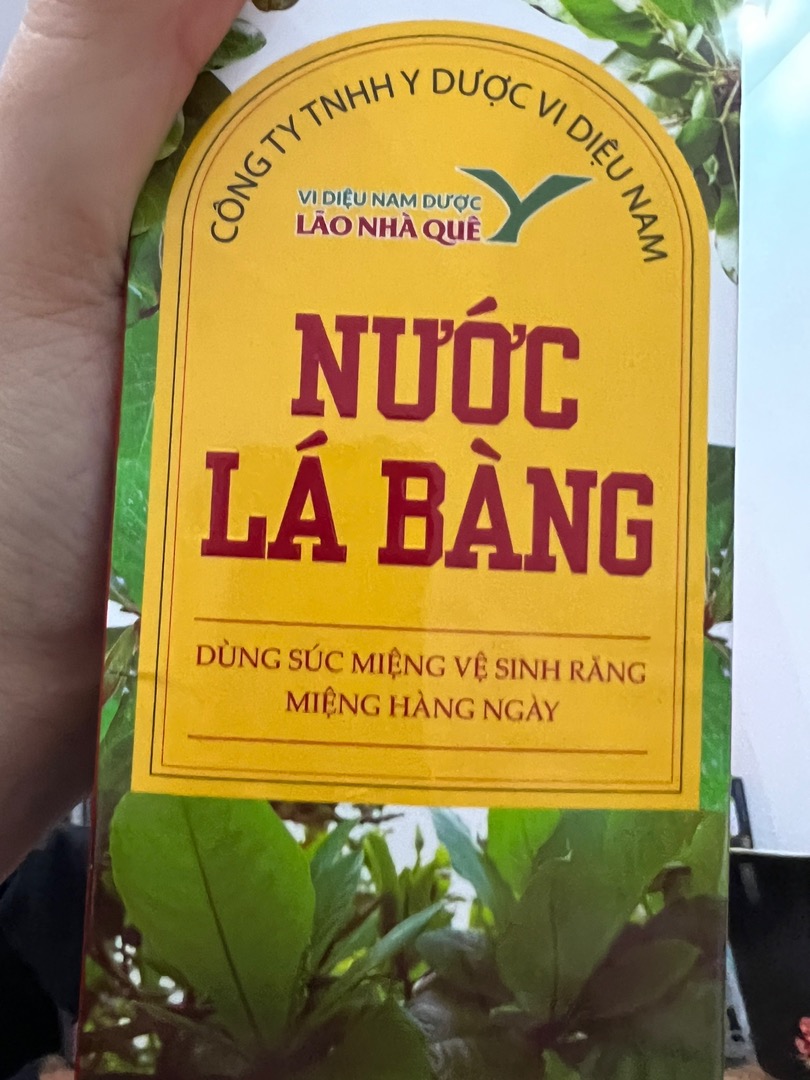 CÔNG TY TNHH Y DƯỢC VI DIỆU NAM
VI DIỆU NAM DƯỢC
LÃO NHÀ QUÊ
NƯỚC
LÁ BÀNG
DÙNG SÚC MIỆNG VỆ SINH RĂNG
MIỆNG HÀNG NGÀY